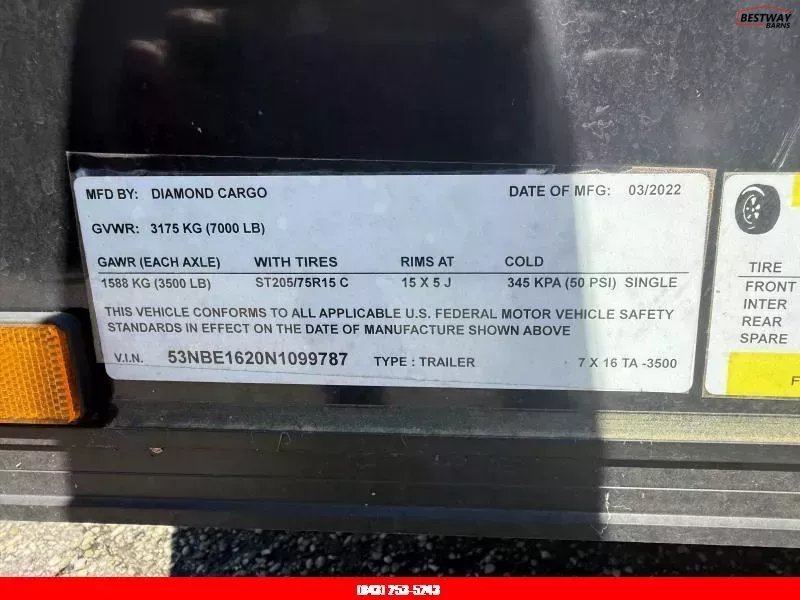 BESTWAY
BARNS
MFD BY: DIAMOND CARGO DATE OF MFG: 03/2022
GVWR: 3175 KG (7000 LB)
GAWR (EACH AXLE) WITH TIRES RIMS AT COLD
1588 KG (3500 LB) ST205/75R15 C 15 X 5 J 345 KPA (50 PSI) SINGLE
THIS VEHICLE CONFORMS TO ALL APPLICABLE U.S. FEDERAL MOTOR VEHICLE SAFETY
STANDARDS IN EFFECT ON THE DATE OF MANUFACTURE SHOWN ABOVE
V.I.N. 53NBE1620N1099787 TYPE : TRAILER 7 X 16 TA -3500
TIRE
FRONT
INTER
REAR
SPARE
F
(843) 253-5243